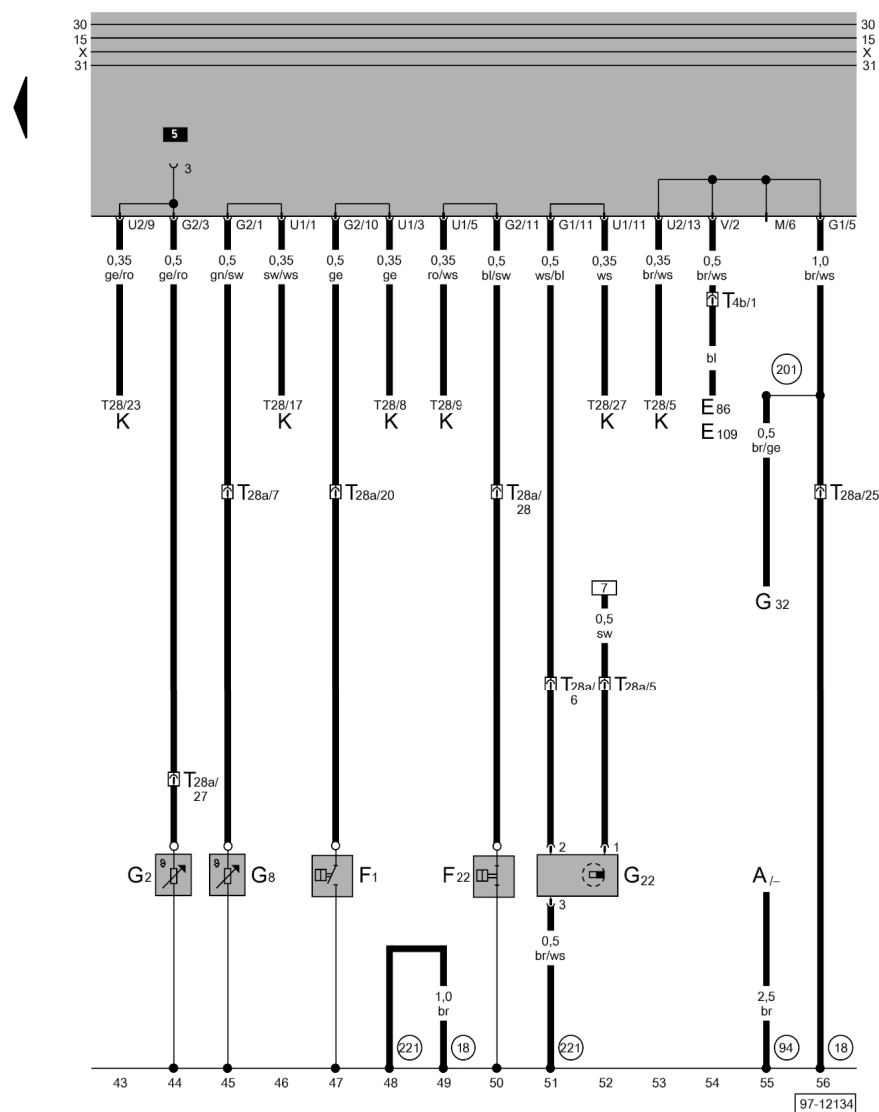 30 30
15 15
X X
31 31
5
3
U2/9 G2/3 G2/1 U1/1 G2/10 U1/3 U1/5 G2/11 G1/11 U1/11 U2/13 V/2 M/6 G1/5
0,35 0,5 0,5 0,35 0,5 0,35 0,35 0,5 0,5 0,35 0,35 0,5 1,0
ge/ro ge/ro gn/sw sw/ws ge ge ro/ws bl/sw ws/bl ws br/ws br/ws br/ws
T4b/1
bl
201
T28/23 T28/17 T28/8 T28/9 T28/27 T28/5 E86
K K K K K K E109
0,5
br/ge
T28a/7 T28a/20 T28a/ T28a/25
28
7
G32
0,5
sw
T28a/ T28a/5
6
T28a/
27
2 1
G2 G8 F1 F22 G22 A/–
3
0,5
br/ws
1,0 2,5
br br
221 18 221 94 18
43 44 45 46 47 48 49 50 51 52 53 54 55 56
97-12134